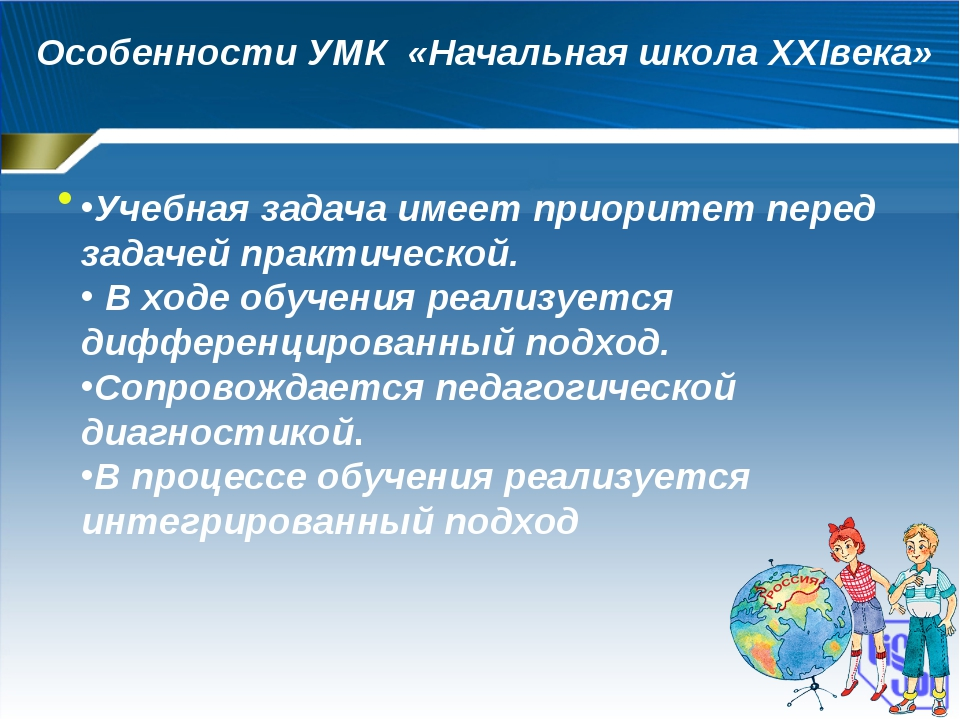 Особенности УМК «Начальная школа XXIвека»
•Учебная задача имеет приоритет перед
задачей практической.
• В ходе обучения реализуется
дифференцированный подход.
•Сопровождается педагогической
диагностикой.
•В процессе обучения реализуется
интегрированный подход
РОССИЯ